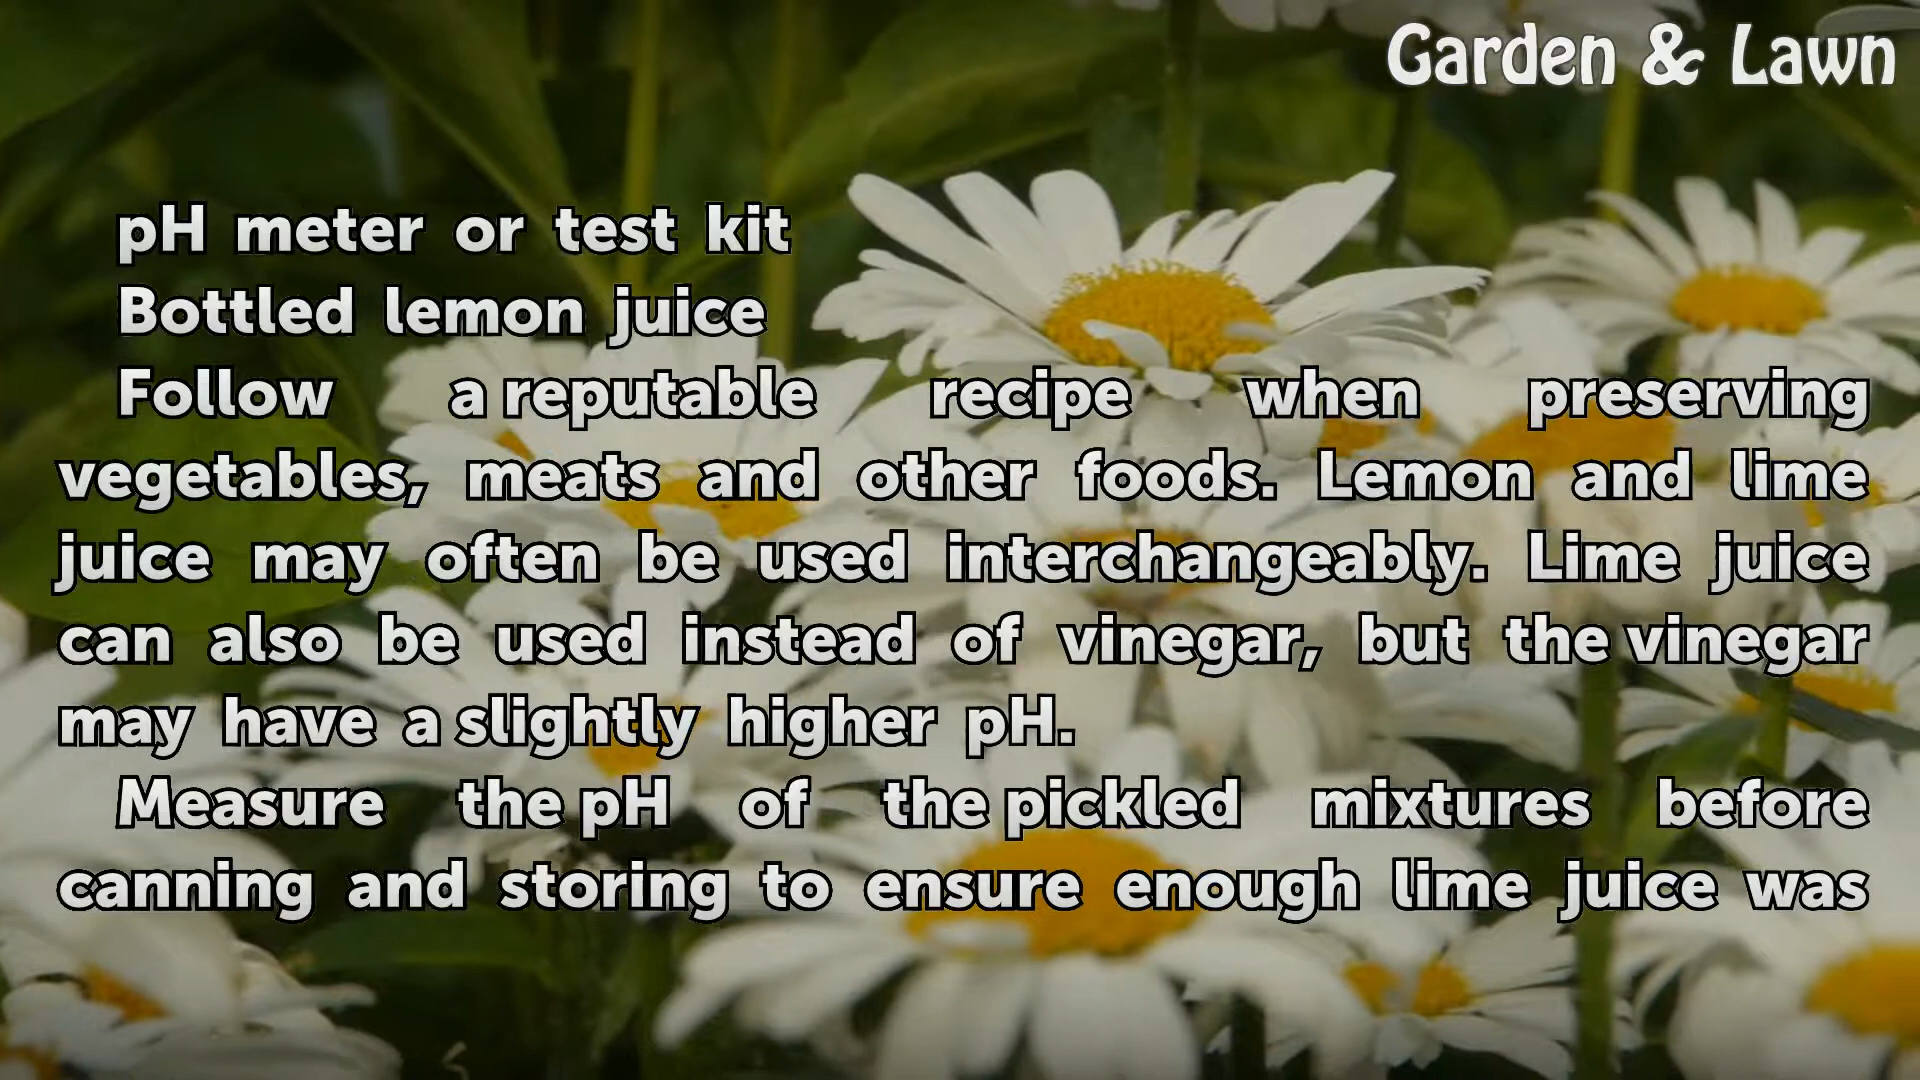 Garden & Lawn
pH meter or test kit
Bottled lemon juice
Follow a reputable recipe when preserving
vegetables, meats and other foods. Lemon and lime
juice may often be used interchangeably. Lime juice
can also be used instead of vinegar, but the vinegar
may have a slightly higher pH.
Measure the pH of the pickled mixtures before
canning and storing to ensure enough lime juice was